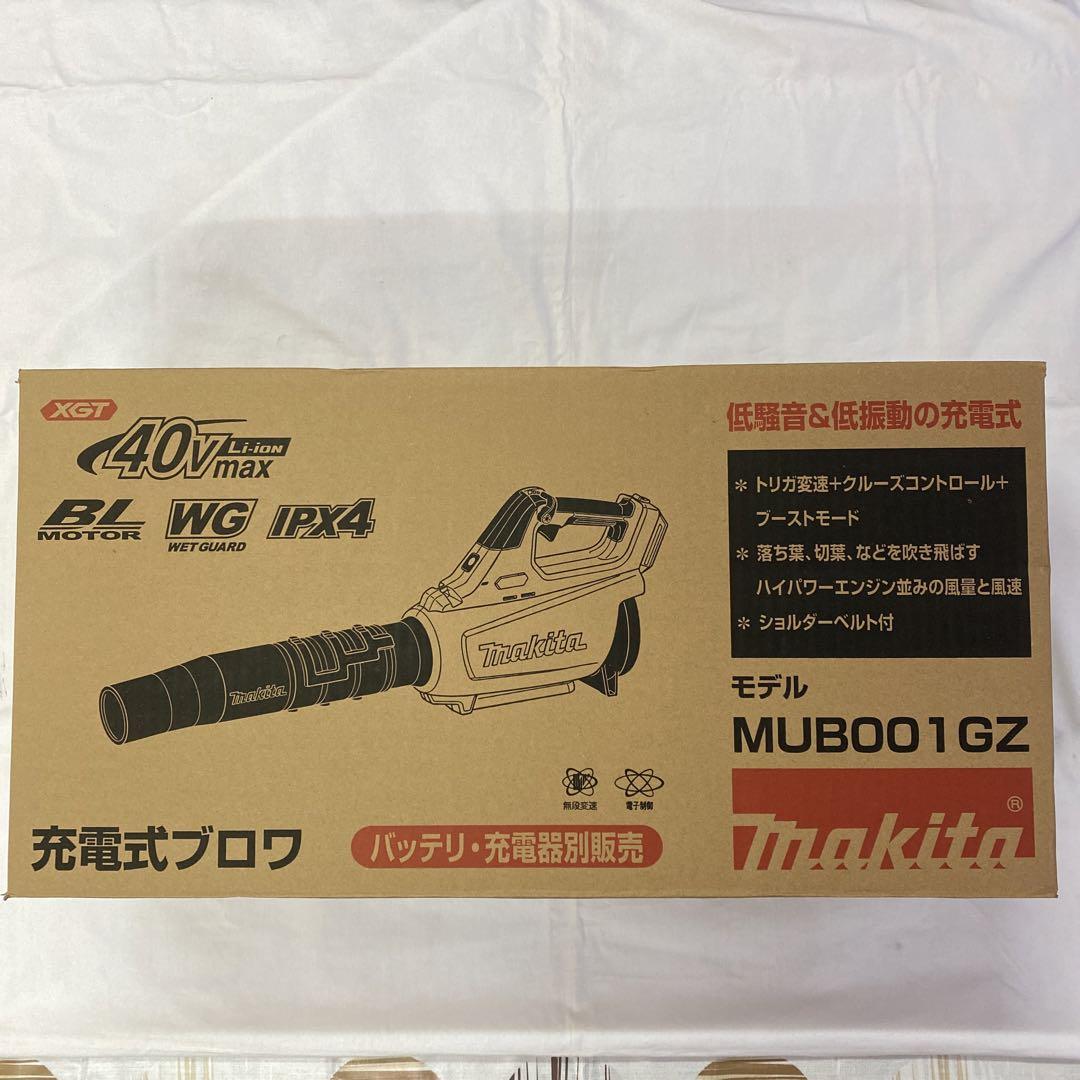 XGT
40Vmax Li-ion
BL MOTOR
WG WET GUARD
IPX4
makita
makita
無段変速
電子制御
充電式ブロワ
バッテリ・充電器別販売
低騒音&低振動の充電式
＊ トリガ変速+クルーズコントロール+
ブーストモード
＊ 落ち葉、切葉、などを吹き飛ばす
ハイパワーエンジン並みの風量と風速
＊ ショルダーベルト付
モデル
MUB001GZ
makita®